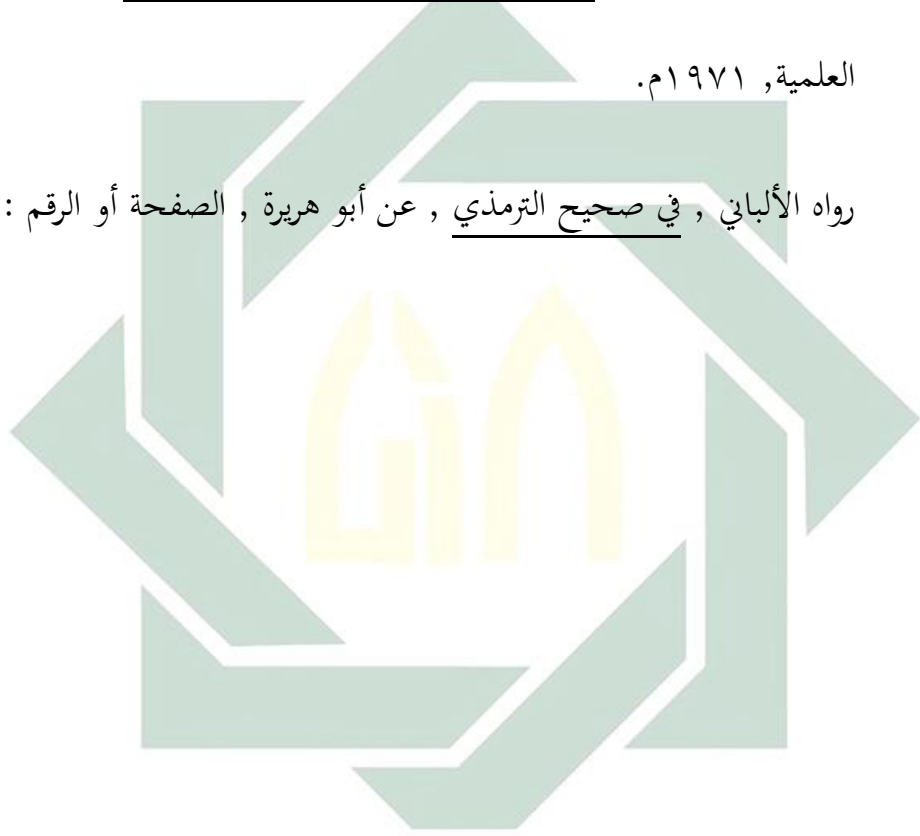 العلمية, ١٩٧١م.
رواه الألباني , في صحيح الترمذي , عن أبو هريرة , الصفحة أو الرقم :